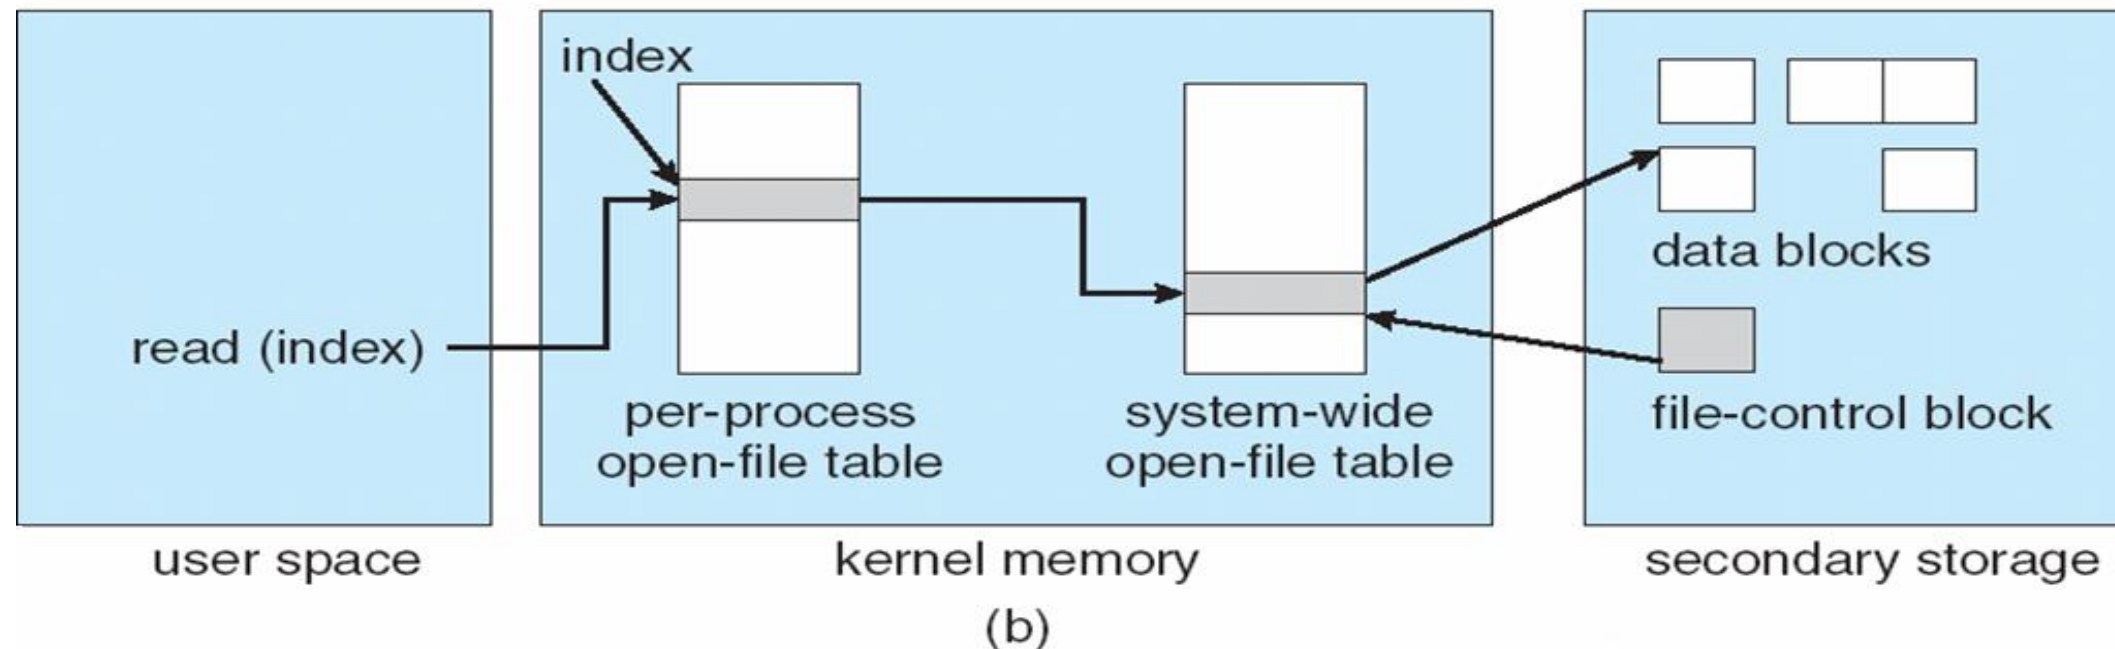 index
read (index)
per-process
open-file table
system-wide
open-file table
data blocks
file-control block
user space
kernel memory
secondary storage
(b)